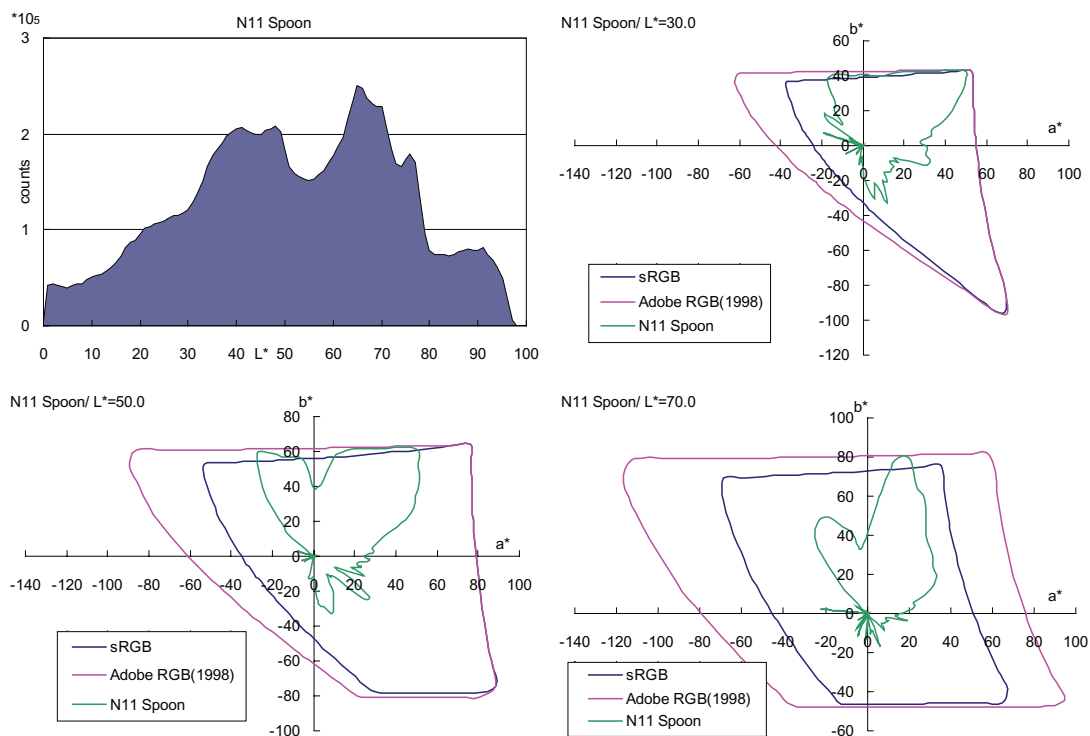 *10₅
N11 Spoon
3
2
1
0
counts
0 10 20 30 40 L* 50 60 70 80 90 100
N11 Spoon/ L*=30.0
b*
60
40
20
0
-20
-40
-60
-80
-100
-120
a*
-140 -120 -100 -80 -60 -40 -20 0 20 40 60 80 100
sRGB
Adobe RGB(1998)
N11 Spoon
N11 Spoon/ L*=50.0
b*
80
60
40
20
0
-20
-40
-60
-80
-100
a*
-140 -120 -100 -80 -60 -40 -20 0 20 40 60 80 100
sRGB
Adobe RGB(1998)
N11 Spoon
N11 Spoon/ L*=70.0
b*
100
80
60
40
20
0
-20
-40
-60
a*
-140 -120 -100 -80 -60 -40 -20 0 20 40 60 80 100
sRGB
Adobe RGB(1998)
N11 Spoon